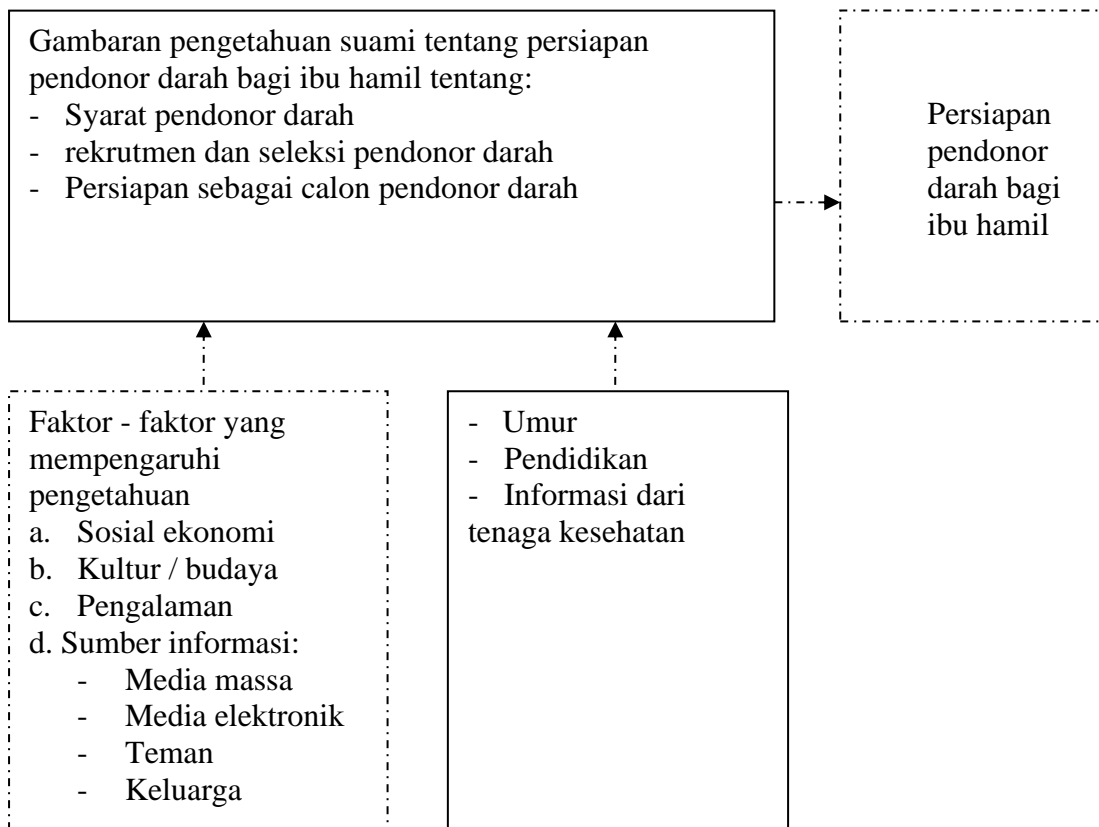 Gambaran pengetahuan suami tentang persiapan
pendonor darah bagi ibu hamil tentang:
- Syarat pendonor darah
- rekrutmen dan seleksi pendonor darah
- Persiapan sebagai calon pendonor darah
Persiapan
pendonor
darah bagi
ibu hamil
Faktor - faktor yang
mempengaruhi
pengetahuan
a. Sosial ekonomi
b. Kultur / budaya
c. Pengalaman
d. Sumber informasi:
- Media massa
- Media elektronik
- Teman
- Keluarga
- Umur
- Pendidikan
- Informasi dari
tenaga kesehatan